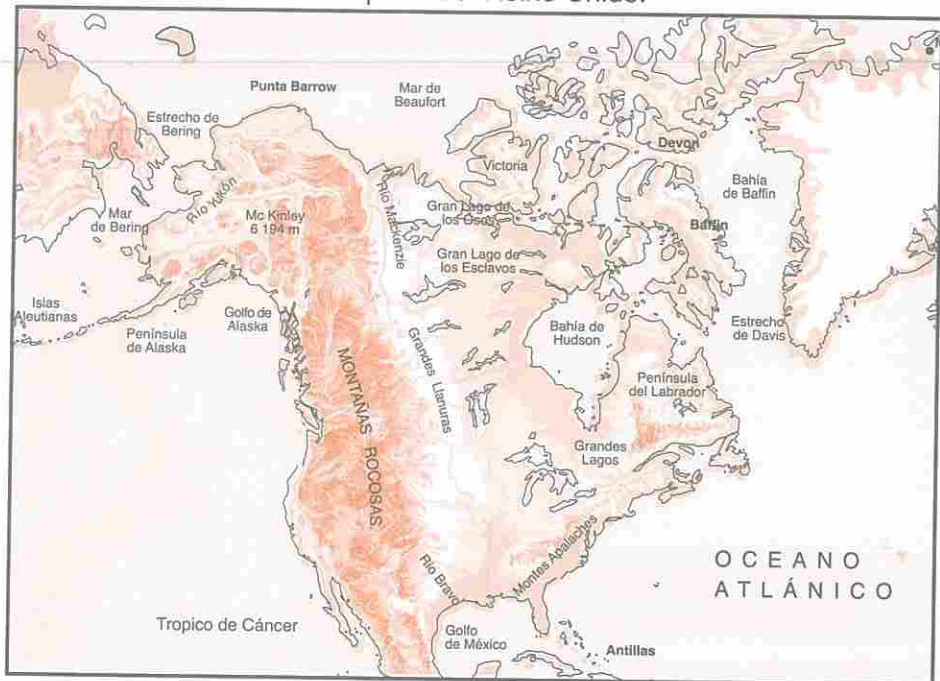 Punta Barrow
Mar de
Beaufort
Estrecho de
Bering
Devon
Victoria
Bahía
de Baffin
Río Yukón
Mc Kinley
6 194 m
Río Mackenzie
Gran Lago de
los Osos
Baffin
Mar
de Bering
Gran Lago de
los Esclavos
Islas
Aleutianas
Península
de Alaska
Golfo de
Alaska
Grandes Llanuras
Bahía de
Hudson
Estrecho
de Davis
MONTAÑAS ROCOSAS
Península
del Labrador
Grandes
Lagos
Río Bravo
Montes Apalaches
OCEANO
ATLÁNICO
Tropico de Cáncer
Golfo
de México
Antillas